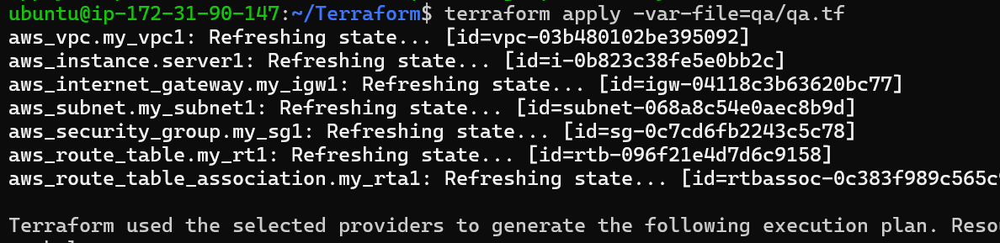 ubuntu@ip-172-31-90-147:~/Terraform$ terraform apply -var-file=qa/qa.tf
aws_vpc.my_vpc1: Refreshing state... [id=vpc-03b480102be395092]
aws_instance.server1: Refreshing state... [id=i-0b823c38fe5e0bb2c]
aws_internet_gateway.my_igw1: Refreshing state... [id=igw-04118c3b63620bc77]
aws_subnet.my_subnet1: Refreshing state... [id=subnet-068a8c54e0aec8b9d]
aws_security_group.my_sg1: Refreshing state... [id=sg-0c7cd6fb2243c5c78]
aws_route_table.my_rt1: Refreshing state... [id=rtb-096f21e4d7d6c9158]
aws_route_table_association.my_rta1: Refreshing state... [id=rtbassoc-0c383f989c565c
Terraform used the selected providers to generate the following execution plan. Reso